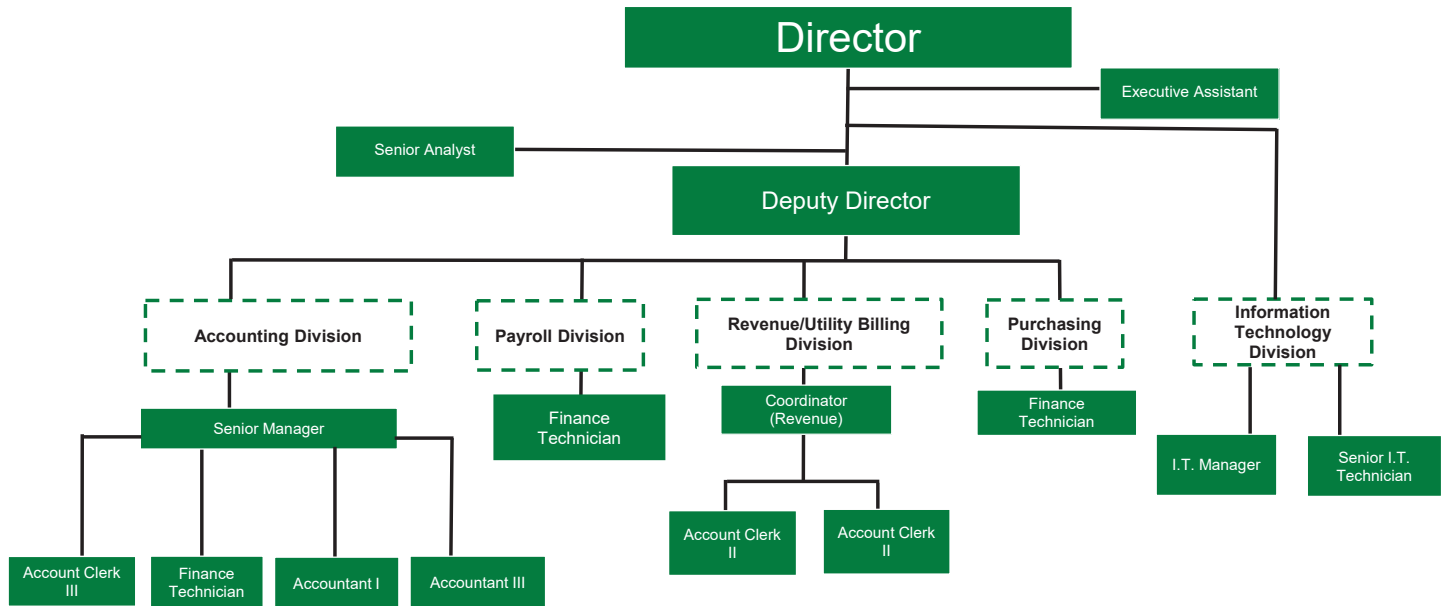 Director
Executive Assistant
Senior Analyst
Deputy Director
Accounting Division
Payroll Division
Revenue/Utility Billing
Division
Purchasing
Division
Information
Technology
Division
Senior Manager
Finance
Technician
Coordinator
(Revenue)
Finance
Technician
I.T. Manager
Senior I.T.
Technician
Account Clerk
III
Finance
Technician
Accountant I
Accountant III
Account Clerk
II
Account Clerk
II